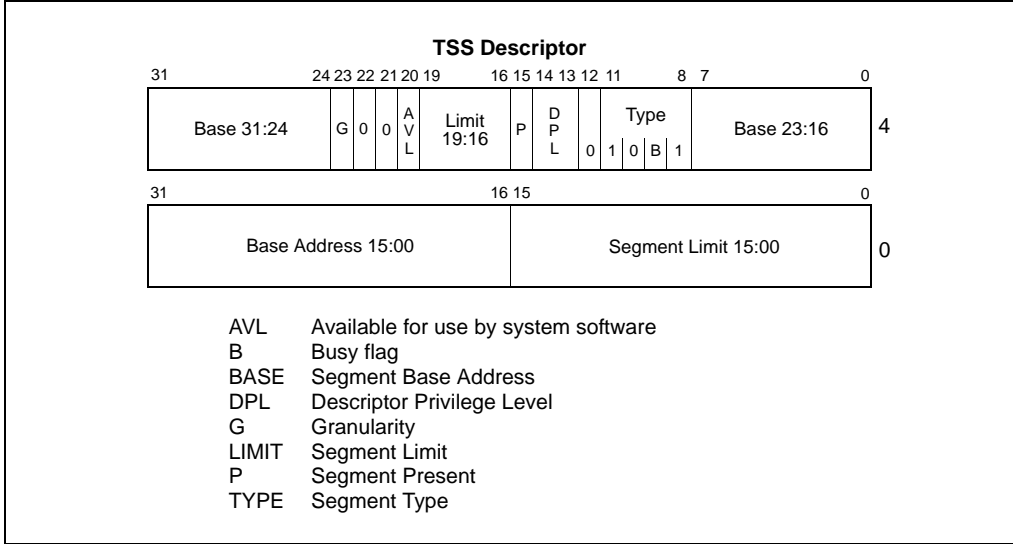 TSS Descriptor
31 24 23 22 21 20 19 16 15 14 13 12 11 8 7 0
Base 31:24 G 0 0 AVL Limit 19:16 P DPL 0 Type 1 0 B 1 Base 23:16 4
31 16 15 0
Base Address 15:00 Segment Limit 15:00 0
AVL Available for use by system software
B Busy flag
BASE Segment Base Address
DPL Descriptor Privilege Level
G Granularity
LIMIT Segment Limit
P Segment Present
TYPE Segment Type